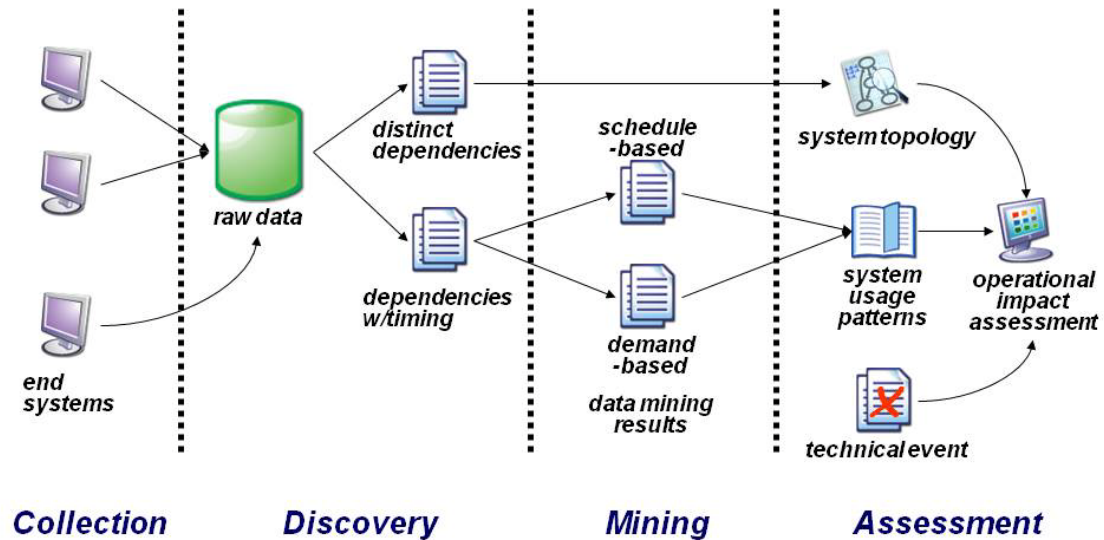 end
systems
raw data
distinct
dependencies
dependencies
w/timing
schedule
-based
demand
-based
data mining
results
system topology
system
usage
patterns
technical event
operational
impact
assessment
Collection
Discovery
Mining
Assessment